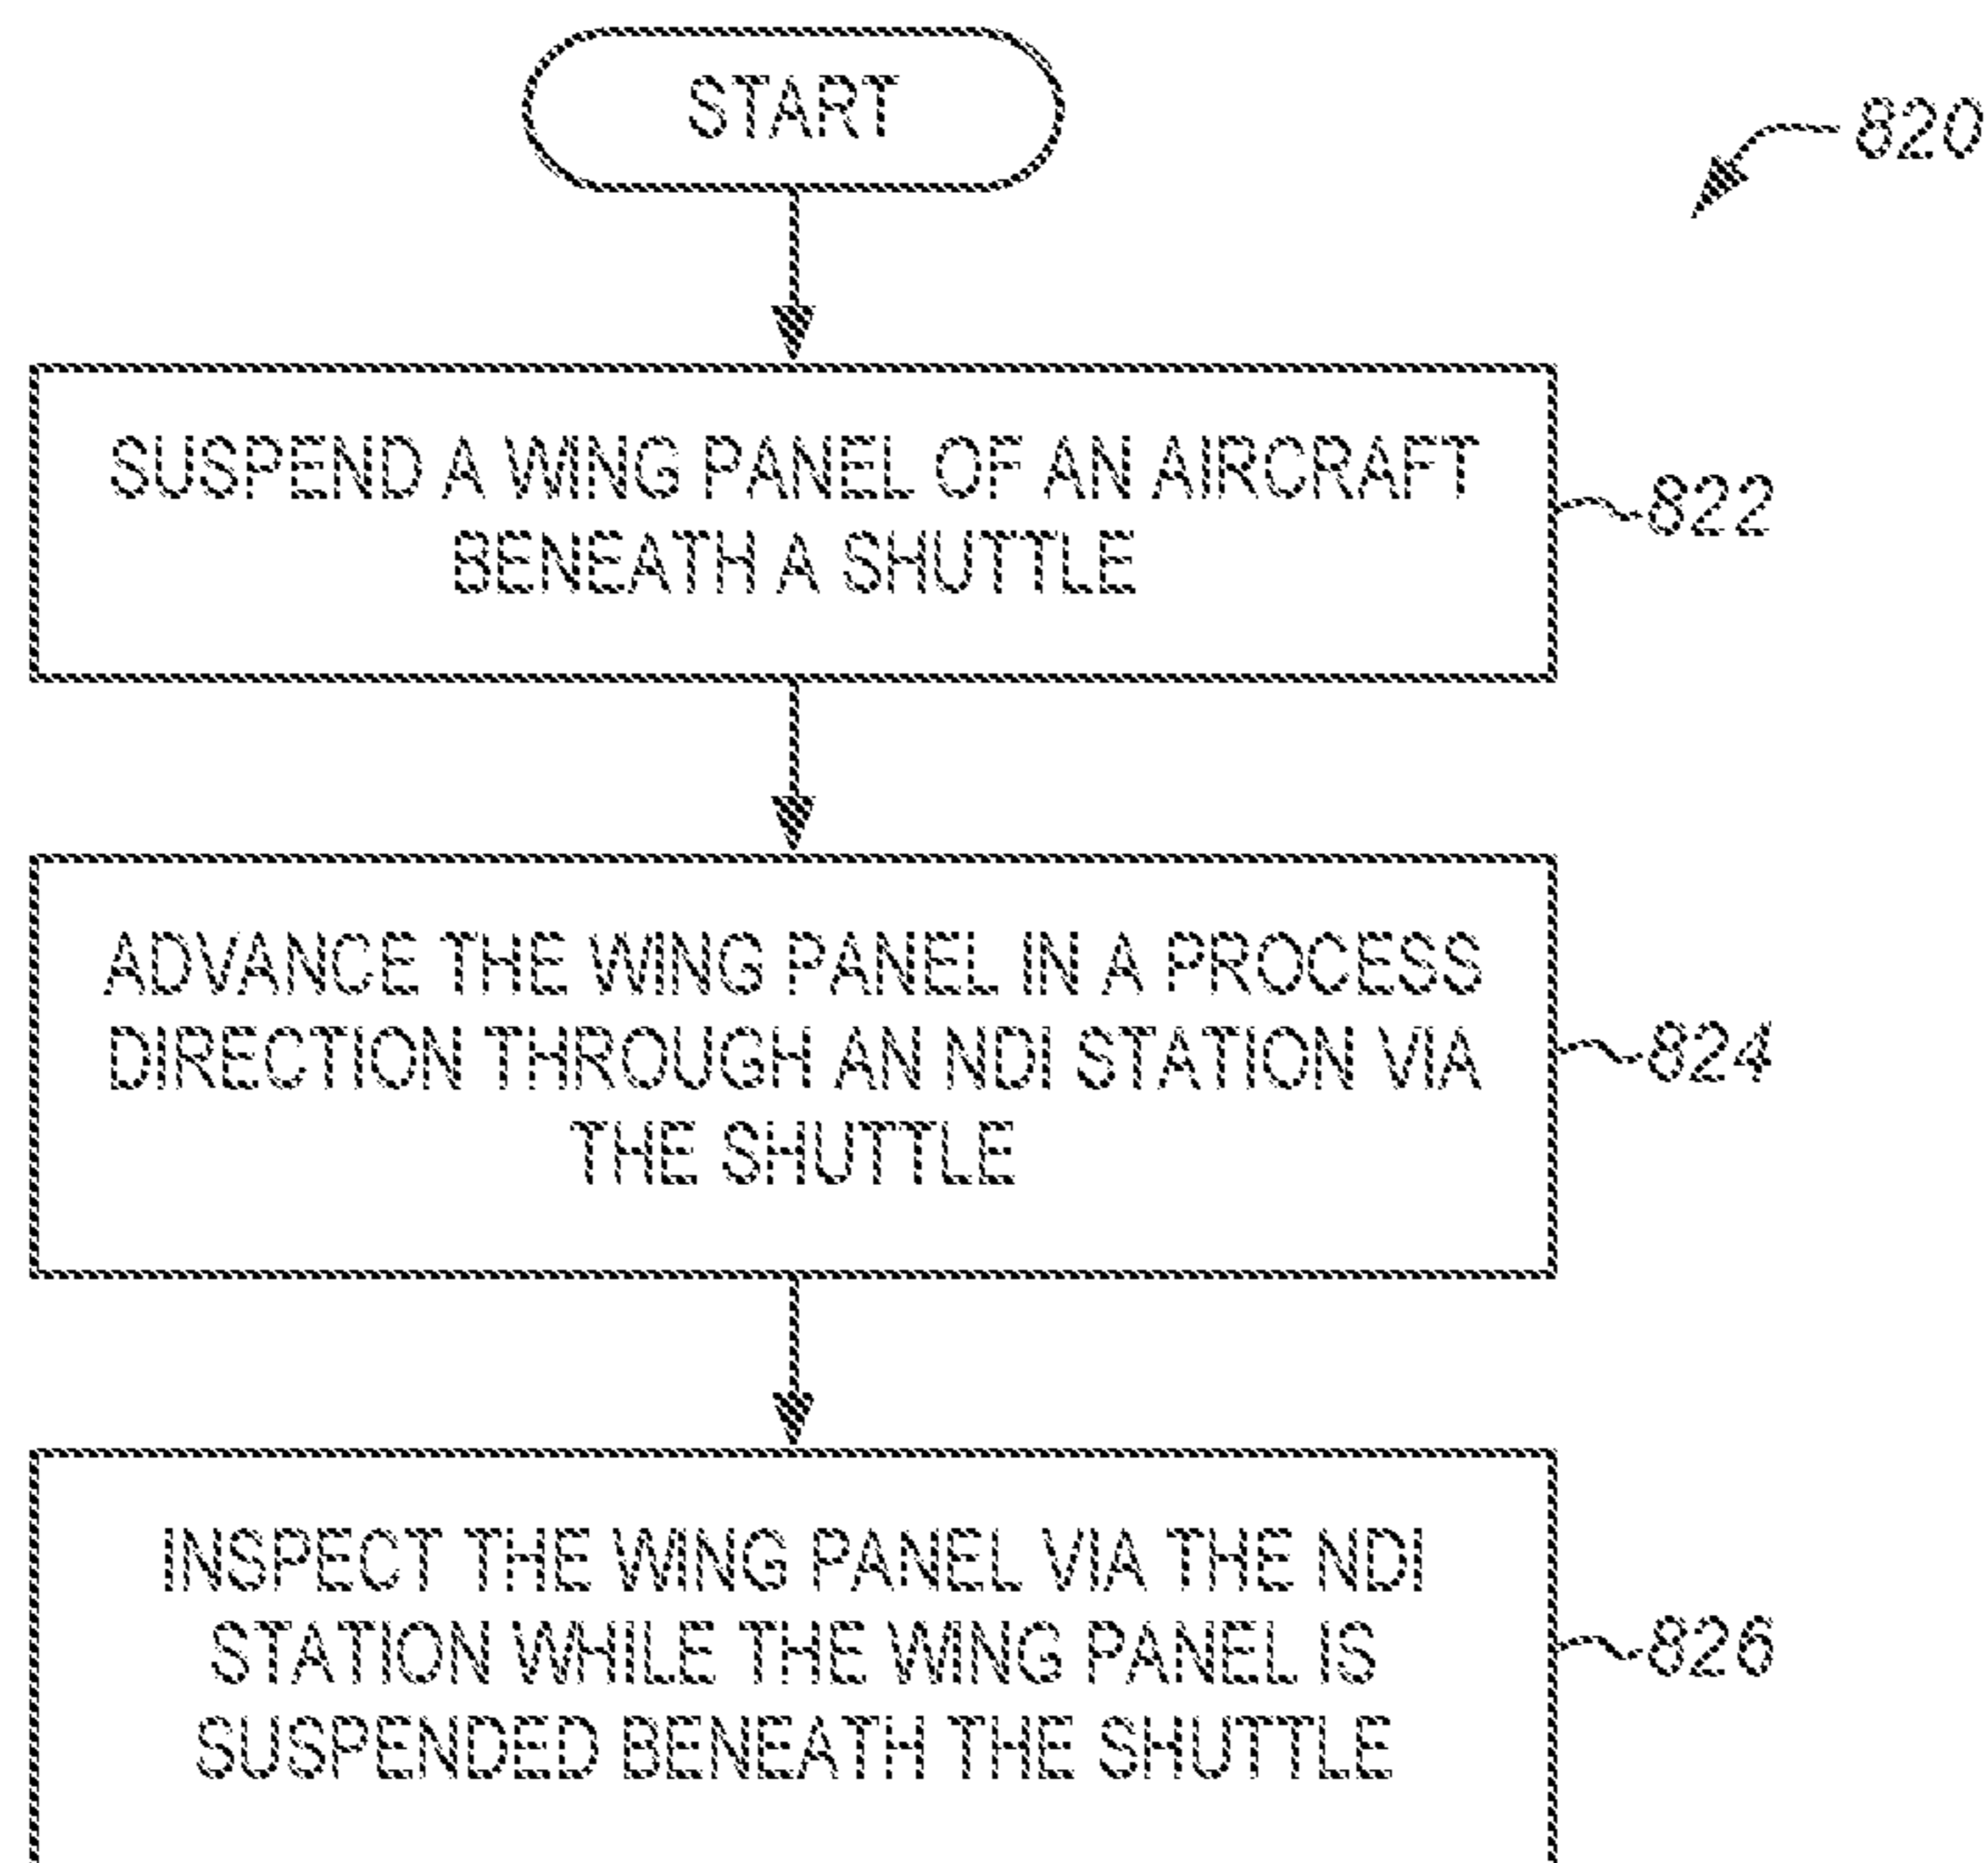 START
820
SUSPEND A WING PANEL OF AN AIRCRAFT
BENEATH A SHUTTLE
822
ADVANCE THE WING PANEL IN A PROCESS
DIRECTION THROUGH AN NDI STATION VIA
THE SHUTTLE
824
INSPECT THE WING PANEL VIA THE NDI
STATION WHILE THE WING PANEL IS
SUSPENDED BENEATH THE SHUTTLE
826